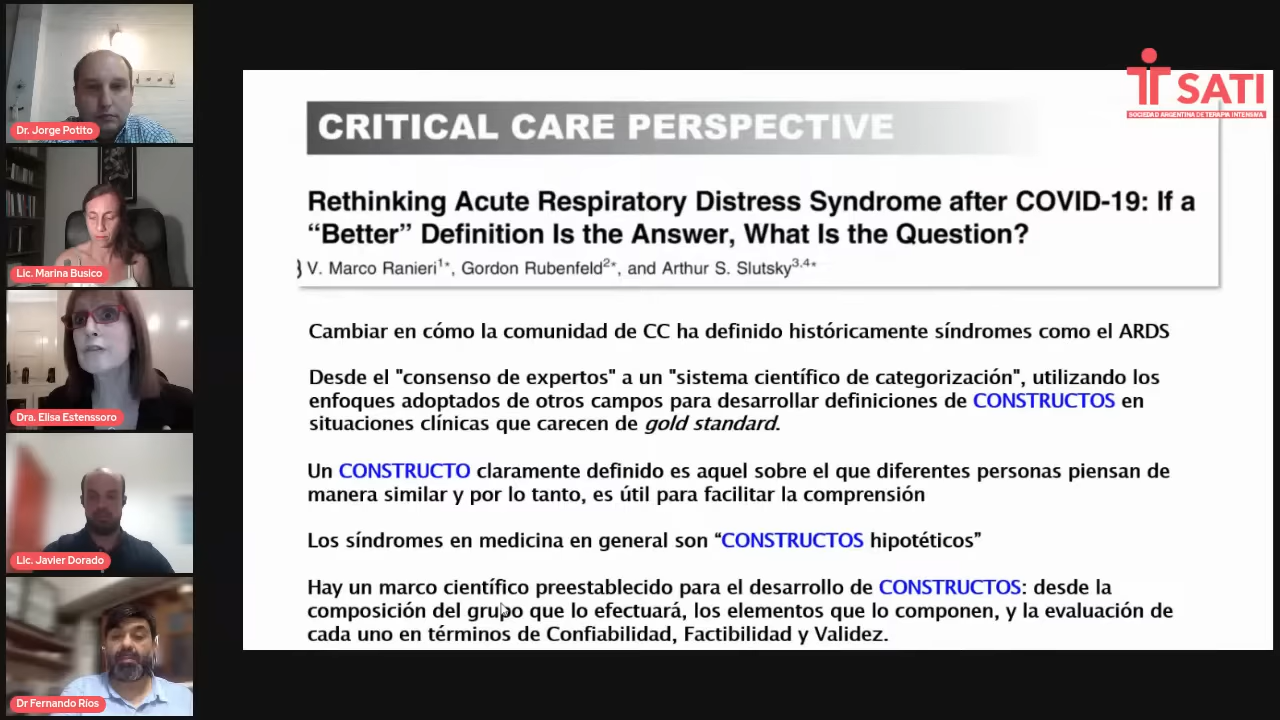 Dr. Jorge Potito
Lic. Marina Busico
Dra. Elisa Estenssoro
Lic. Javier Dorado
Dr Fernando Rios
SATI
SOCIEDAD ARGENTINA DE TERAPIA INTENSIVA
CRITICAL CARE PERSPECTIVE
Rethinking Acute Respiratory Distress Syndrome after COVID-19: If a
“Better” Definition Is the Answer, What Is the Question?
V. Marco Ranieri1*, Gordon Rubenfeld2*, and Arthur S. Slutsky3,4*
Cambiar en cómo la comunidad de CC ha definido históricamente síndromes como el ARDS
Desde el "consenso de expertos" a un "sistema científico de categorización", utilizando los
enfoques adoptados de otros campos para desarrollar definiciones de CONSTRUCTOS en
situaciones clínicas que carecen de gold standard.
Un CONSTRUCTO claramente definido es aquel sobre el que diferentes personas piensan de
manera similar y por lo tanto, es útil para facilitar la comprensión
Los síndromes en medicina en general son “CONSTRUCTOS hipotéticos”
Hay un marco científico preestablecido para el desarrollo de CONSTRUCTOS: desde la
composición del grupo que lo efectuará, los elementos que lo componen, y la evaluación de
cada uno en términos de Confiabilidad, Factibilidad y Validez.